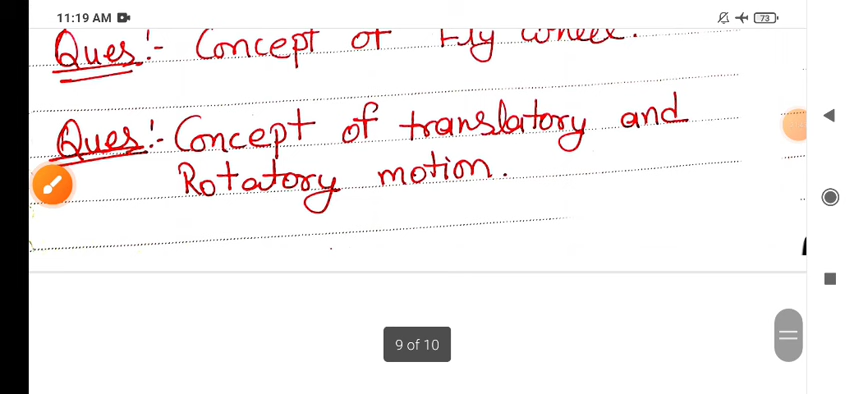 11:19 AM
73
Ques:- Concept of Fly wheel.
Ques:- Concept of translatory and
Rotatory motion.
9 of 10